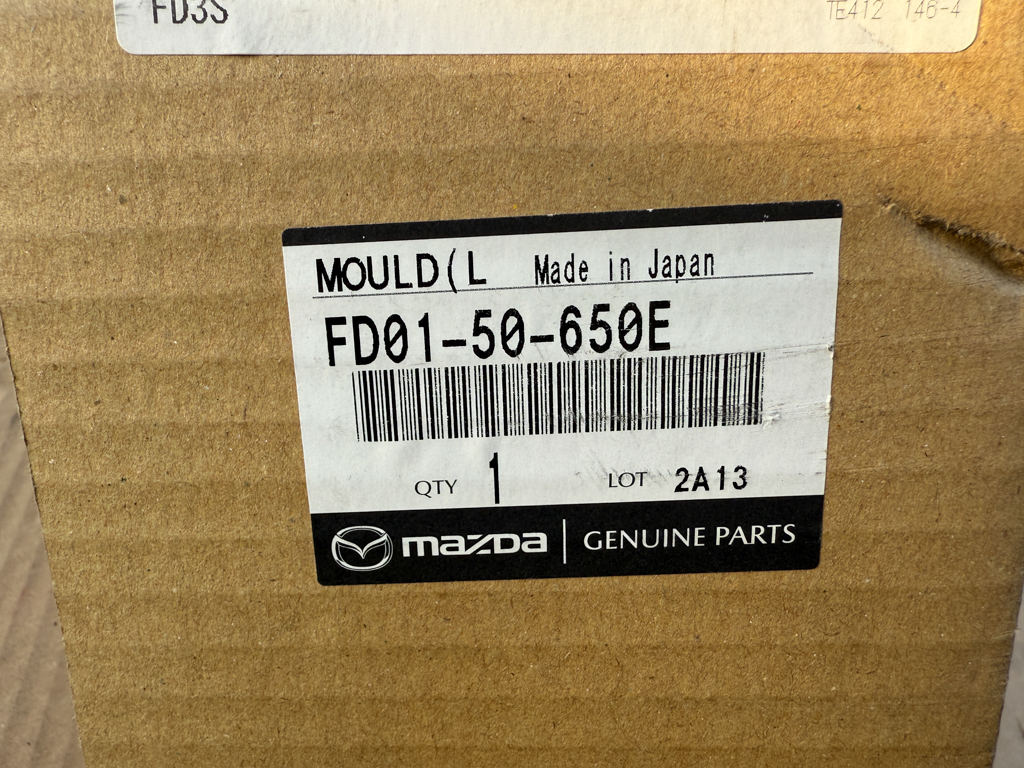 FD3S
TE412 146-4
MOULD(L Made in Japan
FD01-50-650E
QTY 1 LOT 2A13
mazda GENUINE PARTS